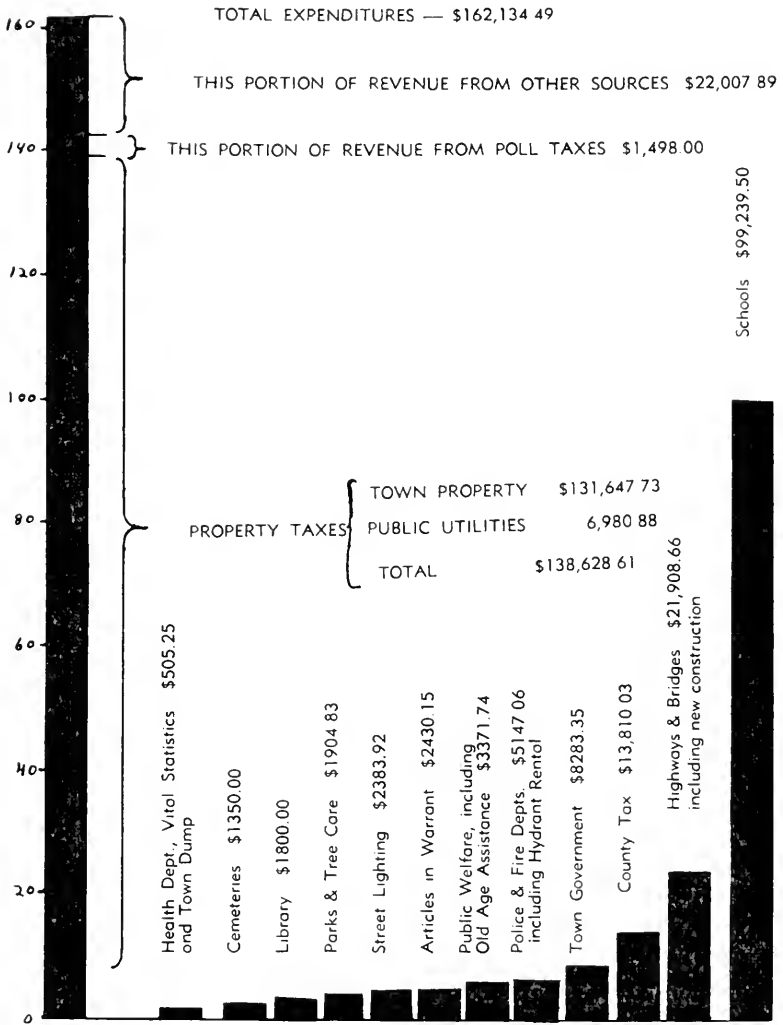 TOTAL EXPENDITURES — $162,134 49
THIS PORTION OF REVENUE FROM OTHER SOURCES $22,007 89
THIS PORTION OF REVENUE FROM POLL TAXES $1,498.00
160
140
120
100
80
60
40
20
0
PROPERTY TAXES
TOWN PROPERTY $131,647 73
PUBLIC UTILITIES 6,980 88
TOTAL $138,628 61
Health Dept., Vital Statistics $505.25
and Town Dump
Cemeteries $1350.00
Library $1800.00
Parks & Tree Care $1904 83
Street Lighting $2383.92
Articles in Warrant $2430.15
Public Welfare, including
Old Age Assistance $3371.74
Police & Fire Depts. $5147 06
including Hydrant Rental
Town Government $8283.35
County Tax $13,810 03
Highways & Bridges $21,908.66
including new construction
Schools $99,239.50